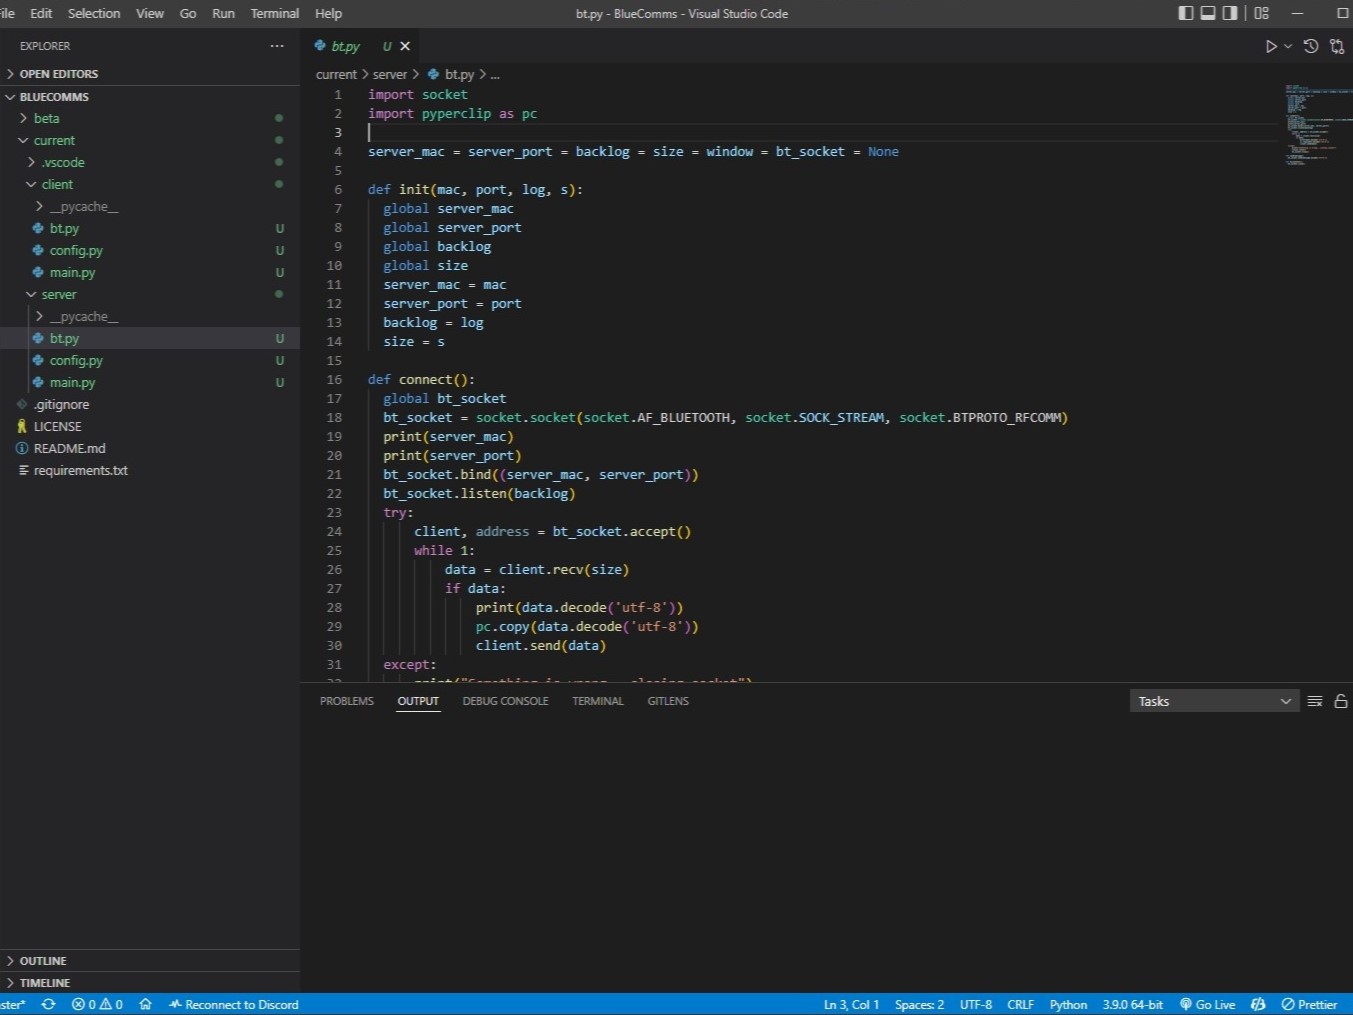 File Edit Selection View Go Run Terminal Help
bt.py - BlueComms - Visual Studio Code
EXPLORER
OPEN EDITORS
BLUECOMMS
beta
current
.vscode
client
__pycache__
bt.py U
config.py U
main.py U
server
__pycache__
bt.py U
config.py U
main.py U
.gitignore
LICENSE
README.md
requirements.txt
OUTLINE
TIMELINE
bt.py U
current > server > bt.py > ...
1 import socket
2 import pyperclip as pc
3
4 server_mac = server_port = backlog = size = window = bt_socket = None
5
6 def init(mac, port, log, s):
7 global server_mac
8 global server_port
9 global backlog
10 global size
11 server_mac = mac
12 server_port = port
13 backlog = log
14 size = s
15
16 def connect():
17 global bt_socket
18 bt_socket = socket.socket(socket.AF_BLUETOOTH, socket.SOCK_STREAM, socket.BTPROTO_RFCOMM)
19 print(server_mac)
20 print(server_port)
21 bt_socket.bind((server_mac, server_port))
22 bt_socket.listen(backlog)
23 try:
24 client, address = bt_socket.accept()
25 while 1:
26 data = client.recv(size)
27 if data:
28 print(data.decode('utf-8'))
29 pc.copy(data.decode('utf-8'))
30 client.send(data)
31 except:
PROBLEMS OUTPUT DEBUG CONSOLE TERMINAL GITLENS
Tasks
ster* 0 0 Reconnect to Discord Ln 3, Col 1 Spaces: 2 UTF-8 CRLF Python 3.9.0 64-bit Go Live Prettier